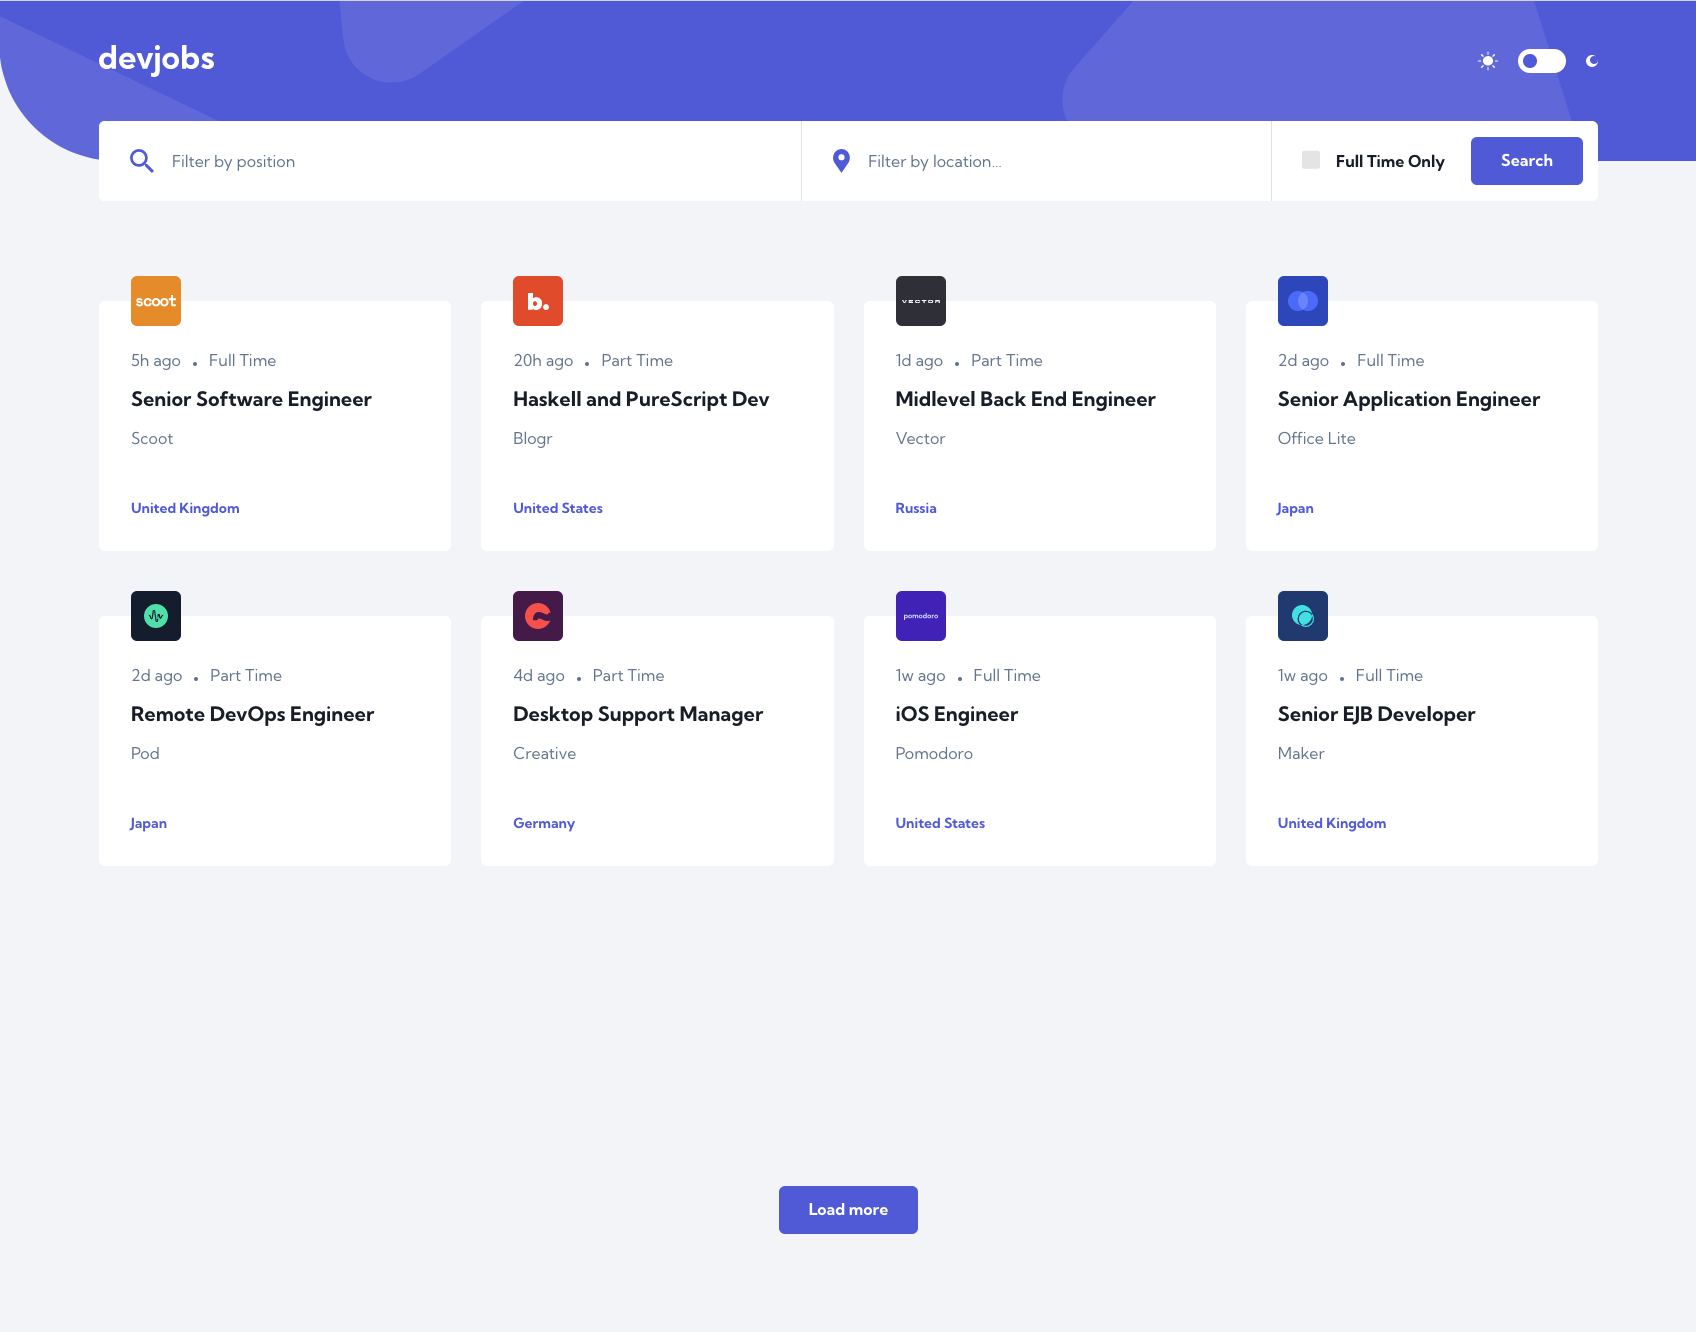 devjobs
Filter by position
Filter by location...
Full Time Only
Search
scoot
5h ago • Full Time
Senior Software Engineer
Scoot
United Kingdom
b.
20h ago • Part Time
Haskell and PureScript Dev
Blogr
United States
VECTOR
1d ago • Part Time
Midlevel Back End Engineer
Vector
Russia
2d ago • Full Time
Senior Application Engineer
Office Lite
Japan
2d ago • Part Time
Remote DevOps Engineer
Pod
Japan
4d ago • Part Time
Desktop Support Manager
Creative
Germany
pomodoro
1w ago • Full Time
iOS Engineer
Pomodoro
United States
1w ago • Full Time
Senior EJB Developer
Maker
United Kingdom
Load more